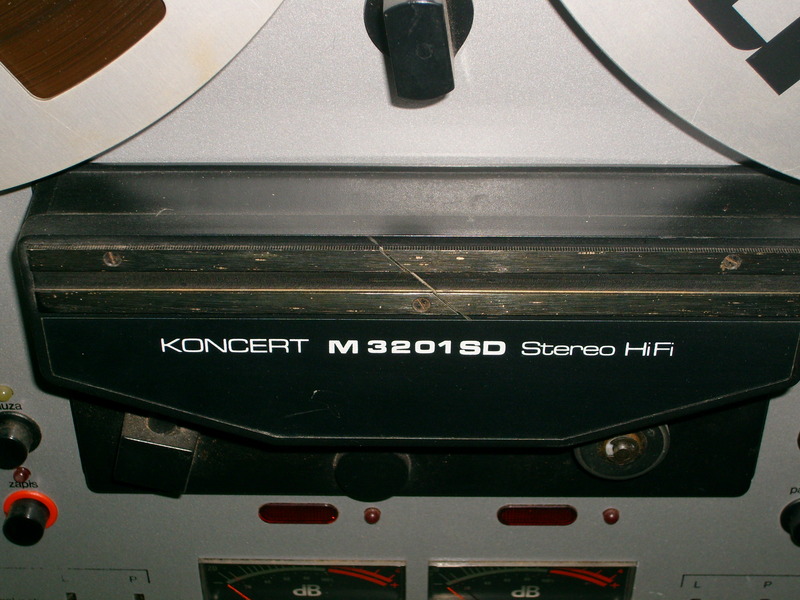 KONCERT M 3201 SD Stereo HiFi
zapis
L P
dB dB
L P